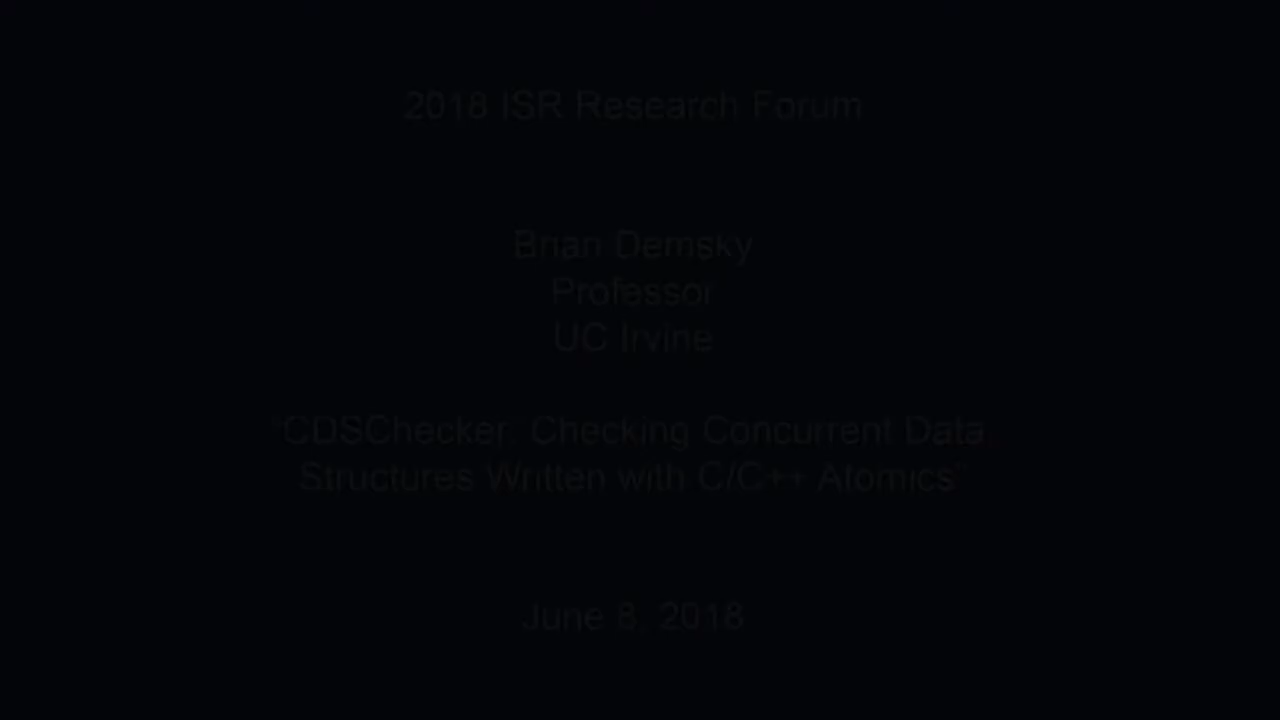 2018 ISR Research Forum
Brian Demsky
Professor
UC Irvine
"CDSChecker: Checking Concurrent Data
Structures Written with C/C++ Atomics"
June 8, 2018